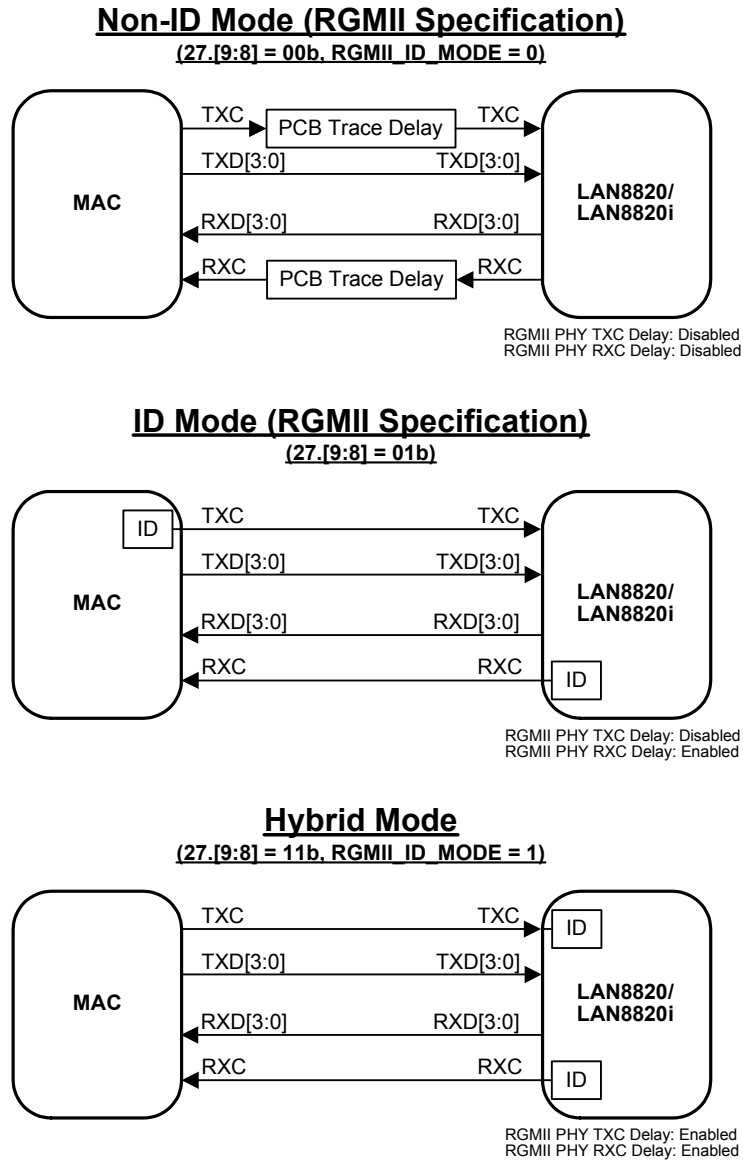 Non-ID Mode (RGMII Specification)
(27.[9:8] = 00b, RGMII_ID_MODE = 0)
TXC PCB Trace Delay TXC
TXD[3:0] TXD[3:0]
MAC
LAN8820/
LAN8820i
RXD[3:0] RXD[3:0]
RXC PCB Trace Delay RXC
RGMII PHY TXC Delay: Disabled
RGMII PHY RXC Delay: Disabled
ID Mode (RGMII Specification)
(27.[9:8] = 01b)
ID TXC TXC
TXD[3:0] TXD[3:0]
MAC
LAN8820/
LAN8820i
RXD[3:0] RXD[3:0]
RXC RXC ID
RGMII PHY TXC Delay: Disabled
RGMII PHY RXC Delay: Enabled
Hybrid Mode
(27.[9:8] = 11b, RGMII_ID_MODE = 1)
TXC TXC ID
TXD[3:0] TXD[3:0]
MAC
LAN8820/
LAN8820i
RXD[3:0] RXD[3:0]
RXC RXC ID
RGMII PHY TXC Delay: Enabled
RGMII PHY RXC Delay: Enabled